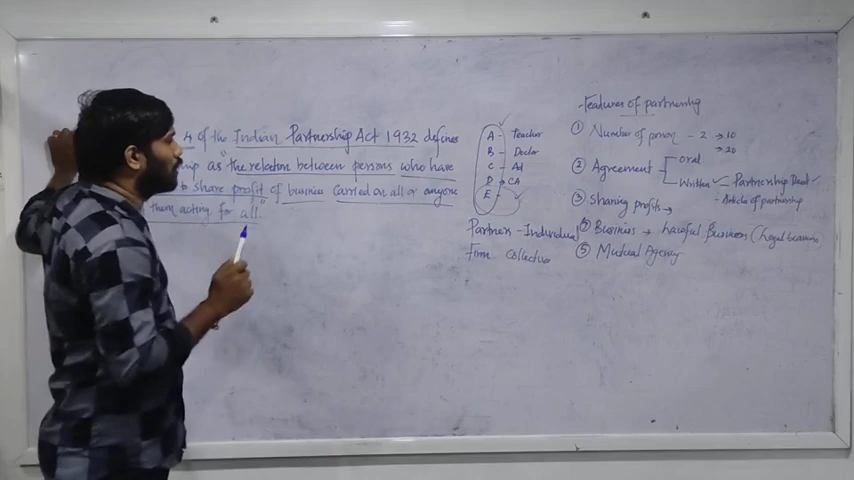 4 of the Indian Partnership Act 1932 defines
ip as "the relation between persons who have
to share profit of business carried on all or anyone
them acting for all"
A - Teacher
B - Doctor
C - Ad
D → CA
E -
Partner - Individual
Firm Collective
Features of partnership
① Number of person - 2 → 10
→ 20
② Agreement
Oral
Written - Partnership Deed
- Article of partnership
③ Sharing profits →
④ Business → Lawful Business (Legal business
⑤ Mutual Agency